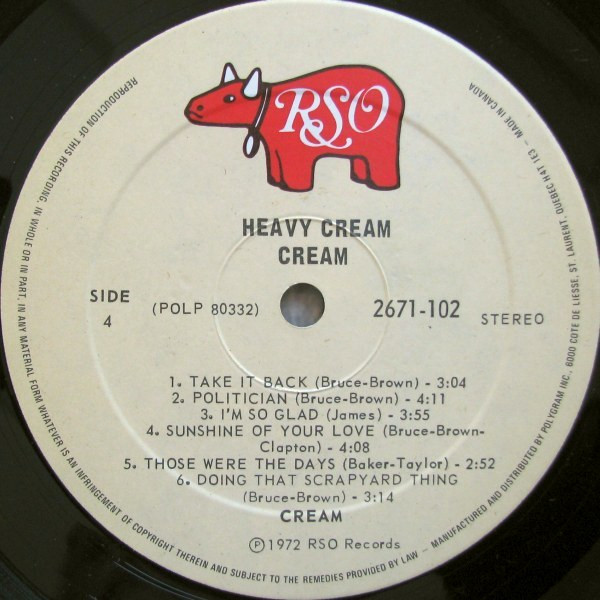 RSO
HEAVY CREAM
CREAM
SIDE
4
(POLP 80332)
2671-102
STEREO
1. TAKE IT BACK (Bruce-Brown) - 3:04
2. POLITICIAN (Bruce-Brown) - 4:11
3. I'M SO GLAD (James) - 3:55
4. SUNSHINE OF YOUR LOVE (Bruce-Brown-
Clapton) - 4:08
5. THOSE WERE THE DAYS (Baker-Taylor) - 2:52
6. DOING THAT SCRAPYARD THING
(Bruce-Brown) - 3:14
CREAM
Ⓟ1972 RSO Records
REPRODUCTION OF THIS RECORDING, IN WHOLE OR IN PART, IN ANY MATERIAL FORM WHATEVER IS AN INFRINGEMENT OF COPYRIGHT THEREIN AND SUBJECT TO THE REMEDIES PROVIDED BY LAW – MANUFACTURED AND DISTRIBUTED BY POLYGRAM INC., 6000 COTE DE LIESSE, ST. LAURENT, QUEBEC H4T 1E3 – MADE IN CANADA